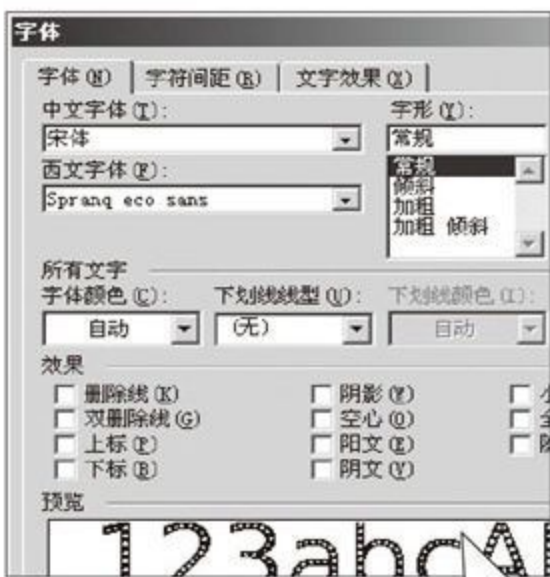 字体
字体(N) 字符间距(R) 文字效果(X)
中文字体(T): 字形(Y):
宋体 常规
西文字体(F): 常规
Spranq eco sans 倾斜
加粗
加粗 倾斜
所有文字
字体颜色(C): 下划线线型(U): 下划线颜色(I):
自动 (无) 自动
效果
删除线(K) 阴影(W)
双删除线(G) 空心(O)
上标(P) 阳文(E)
下标(B) 阴文(V)
预览
123abcA